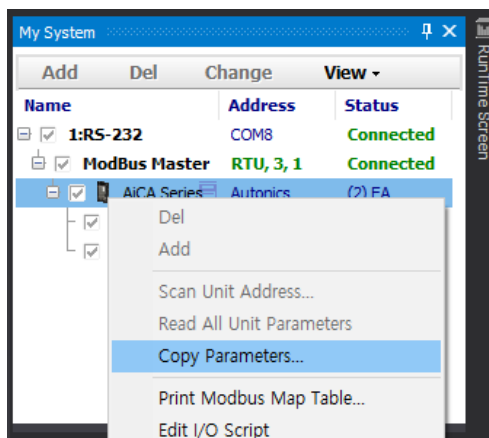 My System
Add Del Change View
Name Address Status
1:RS-232 COM8 Connected
ModBus Master RTU, 3, 1 Connected
AiCA Series Autonics (2) EA
Del
Add
Scan Unit Address...
Read All Unit Parameters
Copy Parameters...
Print Modbus Map Table...
Edit I/O Script
RunTime Screen